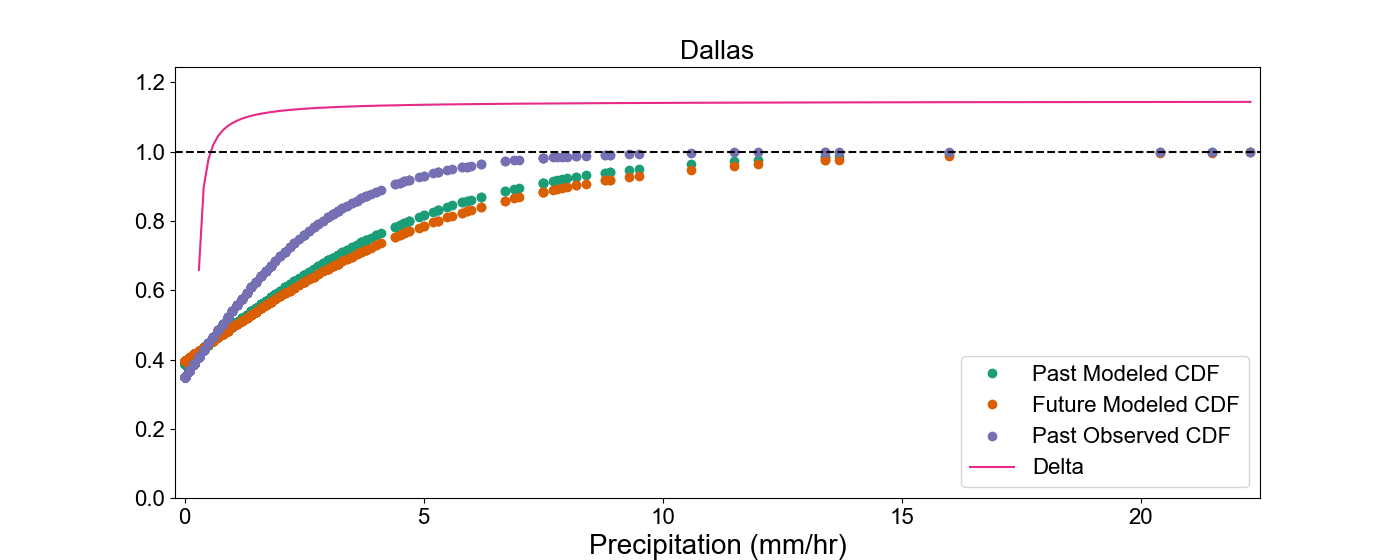 Dallas
1.2
1.0
0.8
0.6
0.4
0.2
0.0
0 5 10 15 20
Precipitation (mm/hr)
Past Modeled CDF
Future Modeled CDF
Past Observed CDF
Delta